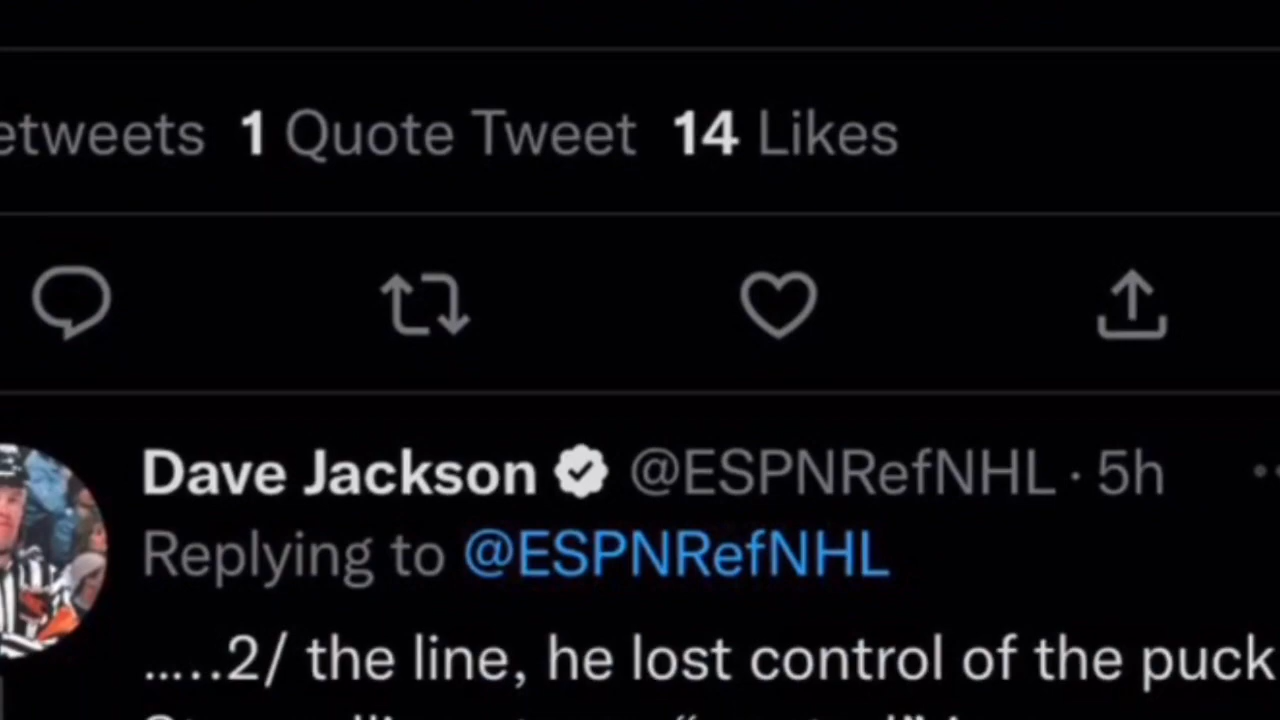 etweets 1 Quote Tweet 14 Likes
Dave Jackson @ESPNRefNHL · 5h
Replying to @ESPNRefNHL
.....2/ the line, he lost control of the puck